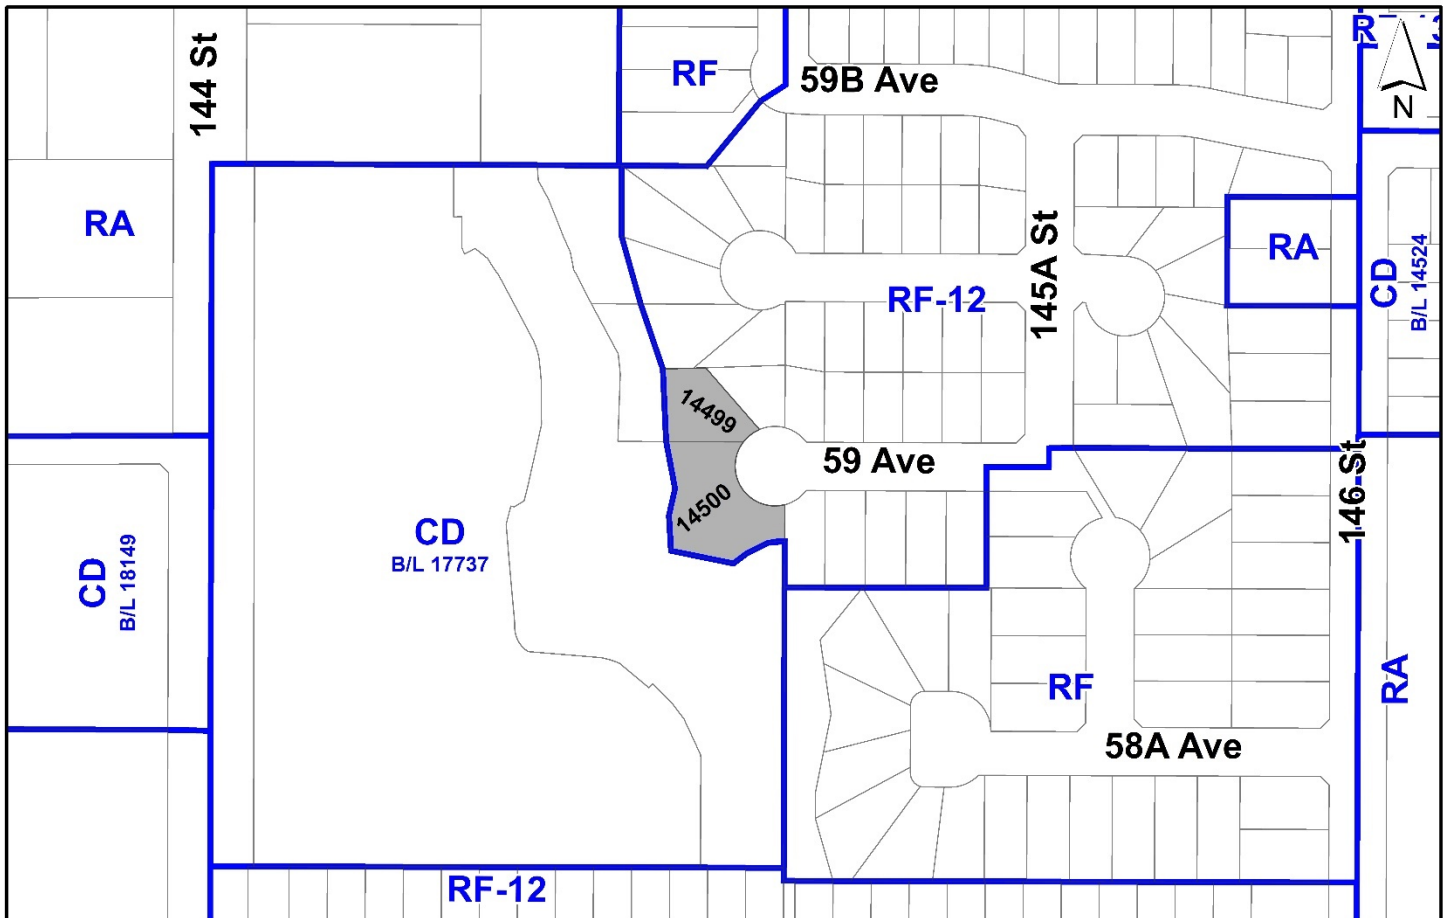 144 St
RF
59B Ave
N
RA
145A St
RA
CD
B/L 14524
RF-12
14499
59 Ave
14500
146 St
CD
B/L 17737
CD
B/L 18149
RF
RA
58A Ave
RF-12